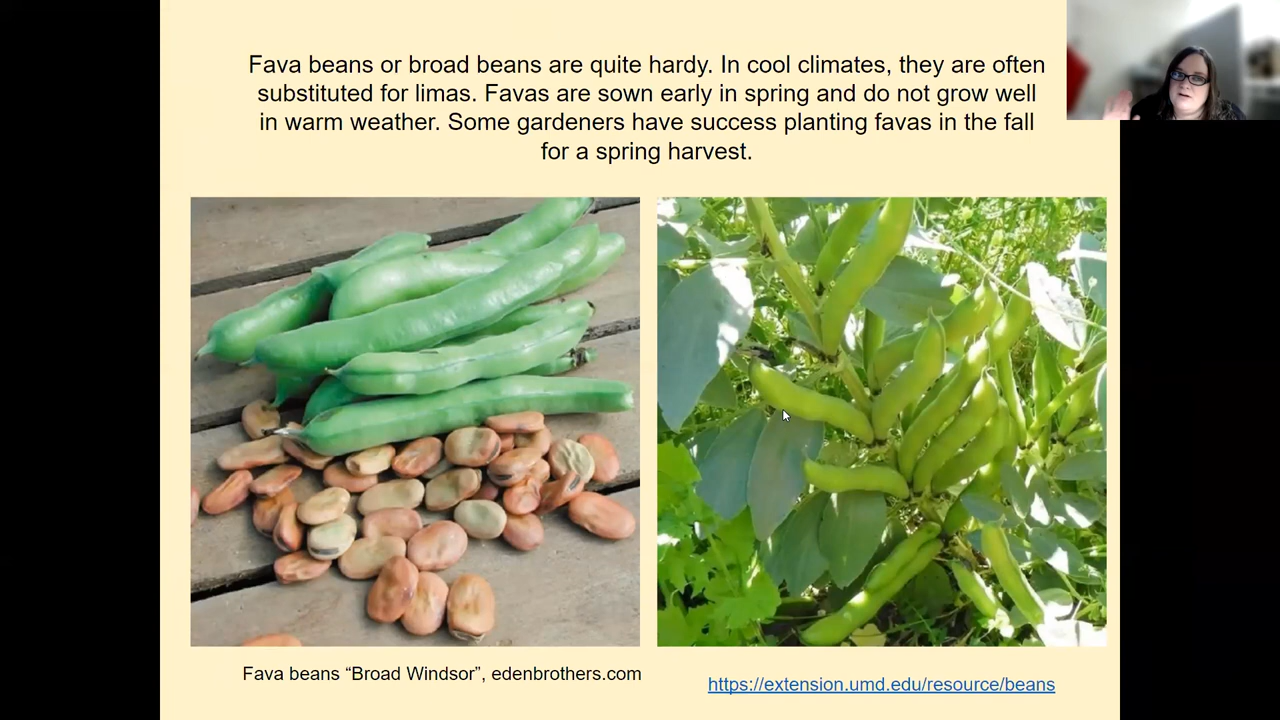 Fava beans or broad beans are quite hardy. In cool climates, they are often
substituted for limas. Favas are sown early in spring and do not grow well
in warm weather. Some gardeners have success planting favas in the fall
for a spring harvest.
Fava beans “Broad Windsor”, edenbrothers.com
https://extension.umd.edu/resource/beans